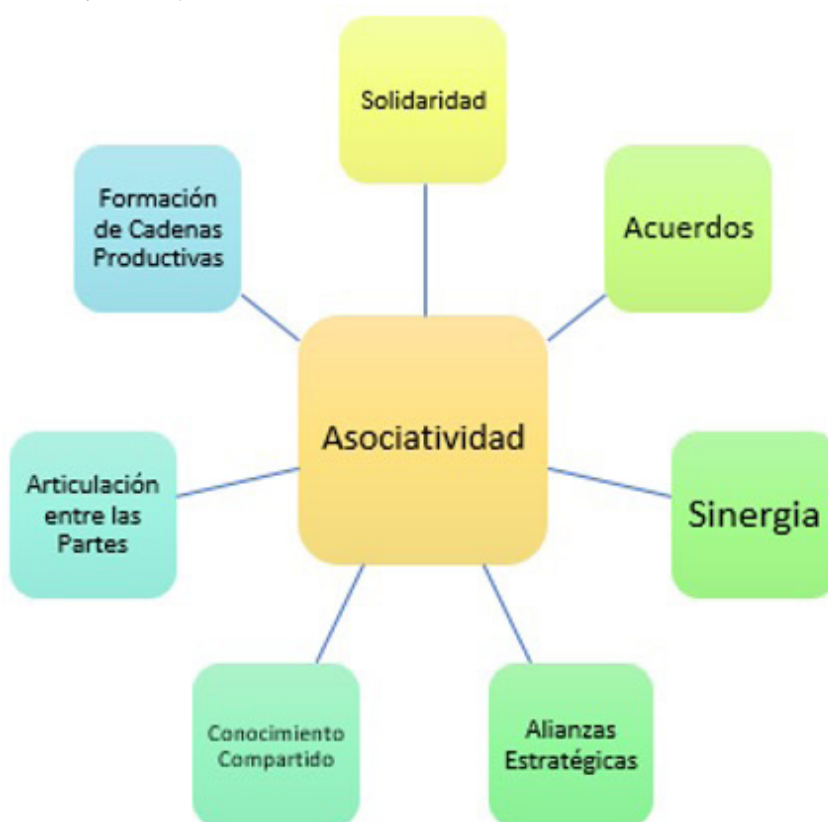 Solidaridad
Acuerdos
Sinergia
Alianzas
Estratégicas
Conocimiento
Compartido
Articulación
entre las
Partes
Formación
de Cadenas
Productivas
Asociatividad